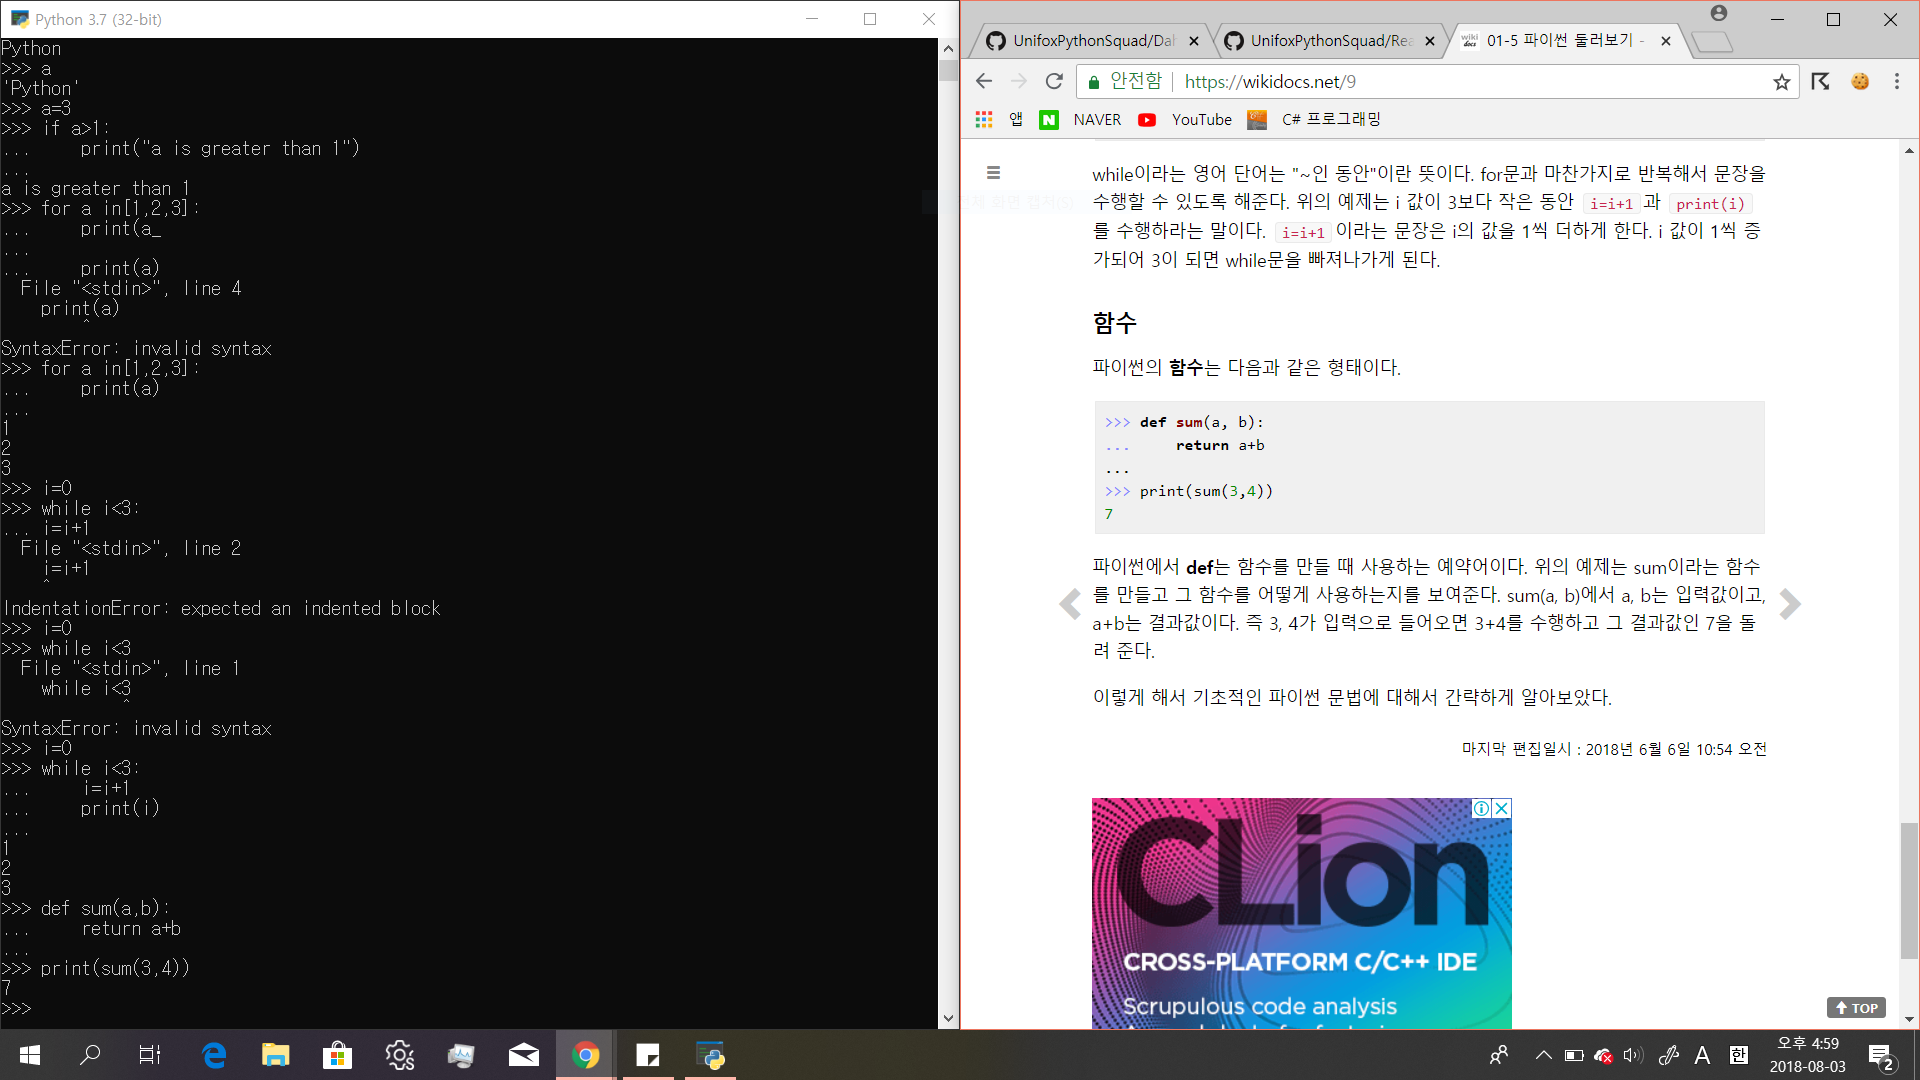 Python 3.7 (32-bit)
Python
>>> a
'Python'
>>> a=3
>>> if a>1:
...     print("a is greater than 1")
...
a is greater than 1
>>> for a in[1,2,3]:
...     print(a_
...
...     print(a)
  File "<stdin>", line 4
    print(a)
        ^
SyntaxError: invalid syntax
>>> for a in[1,2,3]:
...     print(a)
...
1
2
3
>>> i=0
>>> while i<3:
... i=i+1
  File "<stdin>", line 2
    i=i+1
    ^
IndentationError: expected an indented block
>>> i=0
>>> while i<3
  File "<stdin>", line 1
    while i<3
            ^
SyntaxError: invalid syntax
>>> i=0
>>> while i<3:
...     i=i+1
...     print(i)
...
1
2
3
>>> def sum(a,b):
...     return a+b
...
>>> print(sum(3,4))
7
>>>
UnifoxPythonSquad/Dah UnifoxPythonSquad/Rea wiki docs 01-5 파이썬 둘러보기 -
안전함 https://wikidocs.net/9
앱 N NAVER YouTube C# 프로그래밍
while이라는 영어 단어는 "~인 동안"이란 뜻이다. for문과 마찬가지로 반복해서 문장을
수행할 수 있도록 해준다. 위의 예제는 i 값이 3보다 작은 동안 i=i+1 과 print(i)
를 수행하라는 말이다. i=i+1 이라는 문장은 i의 값을 1씩 더하게 한다. i 값이 1씩 증
가되어 3이 되면 while문을 빠져나가게 된다.
함수
파이썬의 함수는 다음과 같은 형태이다.
>>> def sum(a, b):
...     return a+b
...
>>> print(sum(3,4))
7
파이썬에서 def는 함수를 만들 때 사용하는 예약어이다. 위의 예제는 sum이라는 함수
를 만들고 그 함수를 어떻게 사용하는지를 보여준다. sum(a, b)에서 a, b는 입력값이고,
a+b는 결과값이다. 즉 3, 4가 입력으로 들어오면 3+4를 수행하고 그 결과값인 7을 돌
려 준다.
이렇게 해서 기초적인 파이썬 문법에 대해서 간략하게 알아보았다.
마지막 편집일시 : 2018년 6월 6일 10:54 오전
CLion
CROSS-PLATFORM C/C++ IDE
Scrupulous code analysis
TOP
A 한 오후 4:59
2018-08-03 2